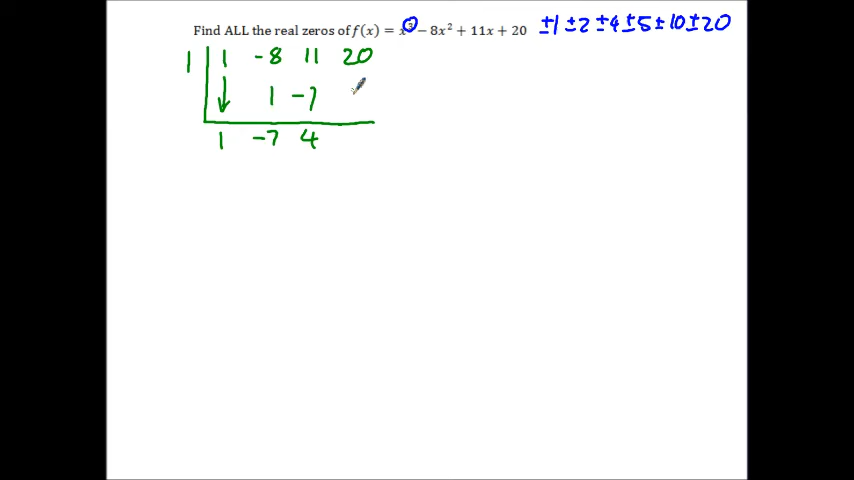 Find ALL the real zeros of f(x) = x³ − 8x² + 11x + 20 ±1 ±2 ±4 ±5 ±10 ±20
1 1 -8 11 20
1 -7
1 -7 4